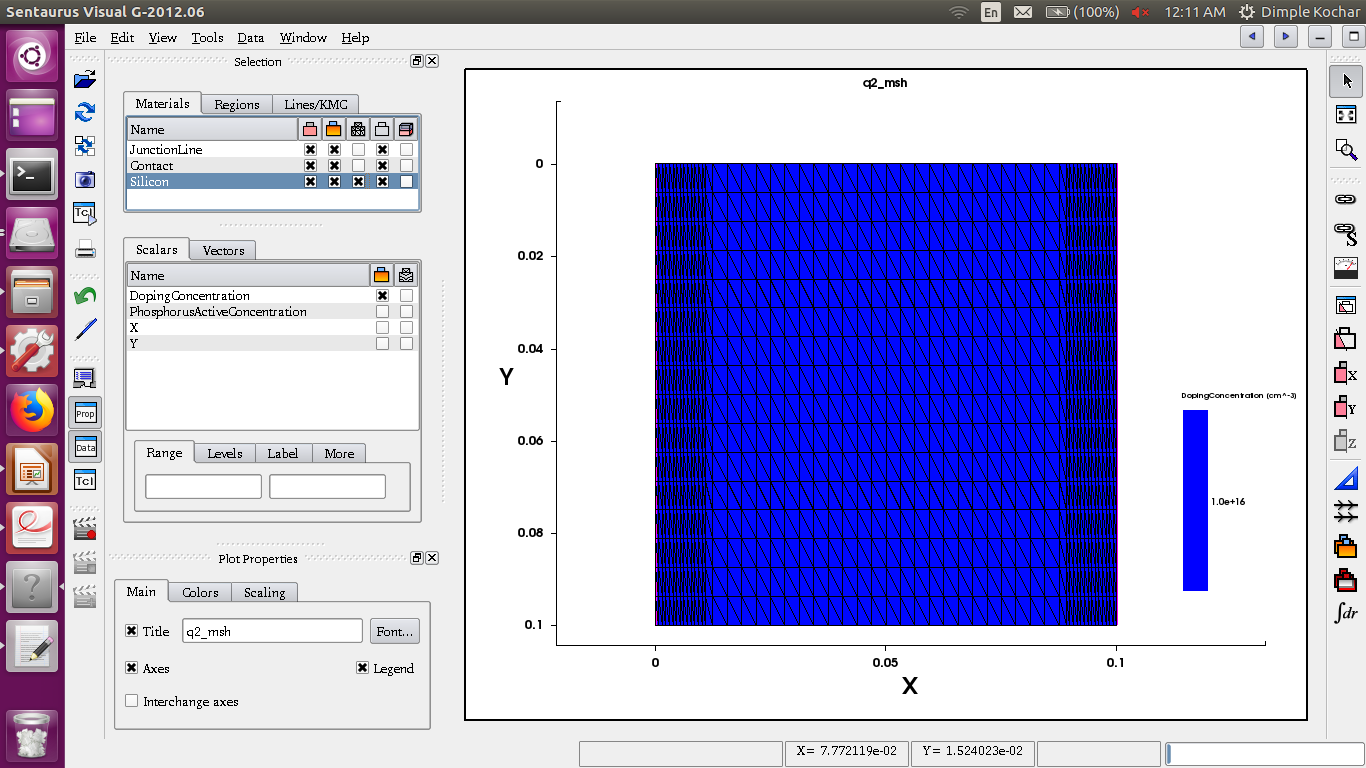 Sentaurus Visual G-2012.06
En
(100%)
12:11 AM
Dimple Kochar
File Edit View Tools Data Window Help
Selection
Materials Regions Lines/KMC
Name
JunctionLine
Contact
Silicon
Scalars Vectors
Name
DopingConcentration
PhosphorusActiveConcentration
X
Y
Range Levels Label More
Plot Properties
Main Colors Scaling
Title q2_msh Font...
Axes Legend
Interchange axes
Tcl
Prop
Data
Tcl
q2_msh
0
0.02
0.04
Y
0.06
0.08
0.1
0 0.05 0.1
X
DopingConcentration (cm^-3)
1.0e+16
X
Y
Z
S
∫dr
X= 7.772119e-02 Y= 1.524023e-02